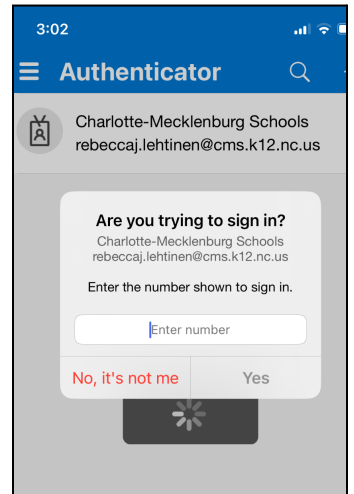 3:02
Authenticator
Charlotte-Mecklenburg Schools
rebeccaj.lehtinen@cms.k12.nc.us
Are you trying to sign in?
Charlotte-Mecklenburg Schools
rebeccaj.lehtinen@cms.k12.nc.us
Enter the number shown to sign in.
Enter number
No, it's not me
Yes